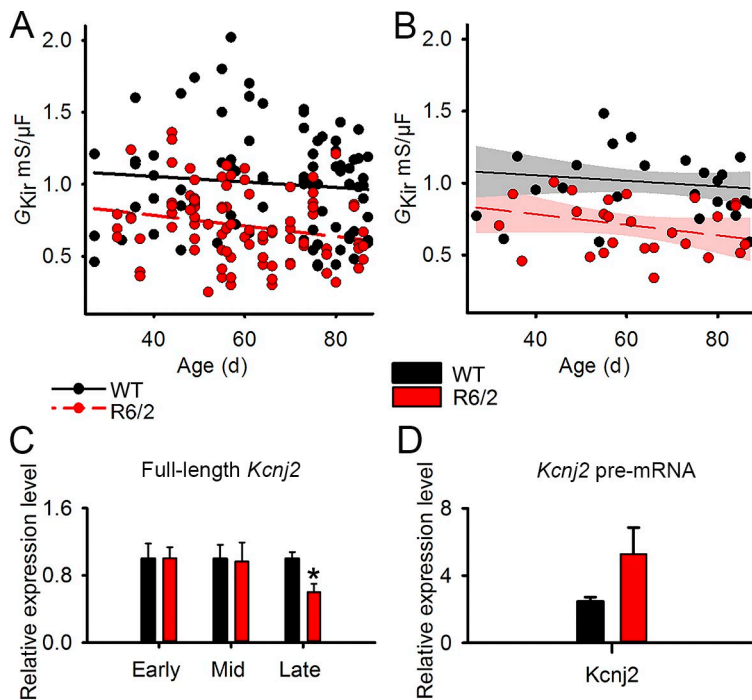 A
B
2.0
1.5
1.0
0.5
G Kir mS/µF
40 60 80
Age (d)
2.0
1.5
1.0
0.5
G Kir mS/µF
40 60 80
Age (d)
WT
R6/2
WT
R6/2
C
Full-length Kcnj2
Relative expression level
1.6
0.8
0.0
*
Early Mid Late
D
Kcnj2 pre-mRNA
Relative expression level
8
4
0
Kcnj2